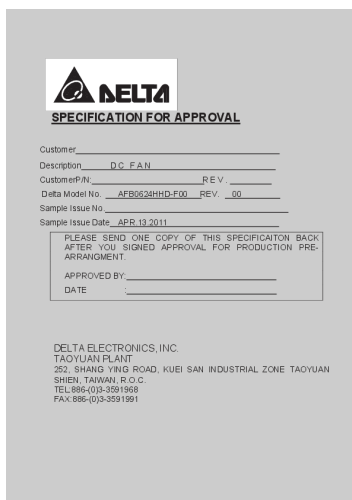 DELTA
SPECIFICATION FOR APPROVAL
Customer
Description DC FAN
CustomerP/N: REV.
Delta Model No. AFB0624HHD-F00 REV. 00
Sample Issue No.
Sample Issue Date APR.13.2011
PLEASE SEND ONE COPY OF THIS SPECIFICAITON BACK
AFTER YOU SIGNED APPROVAL FOR PRODUCTION PRE-
ARRANGMENT.
APPROVED BY:
DATE :
DELTA ELECTRONICS, INC.
TAOYUAN PLANT
252, SHANG YING ROAD, KUEI SAN INDUSTRIAL ZONE TAOYUAN
SHIEN, TAIWAN, R.O.C.
TEL:886-(0)3-3591968
FAX:886-(0)3-3591991